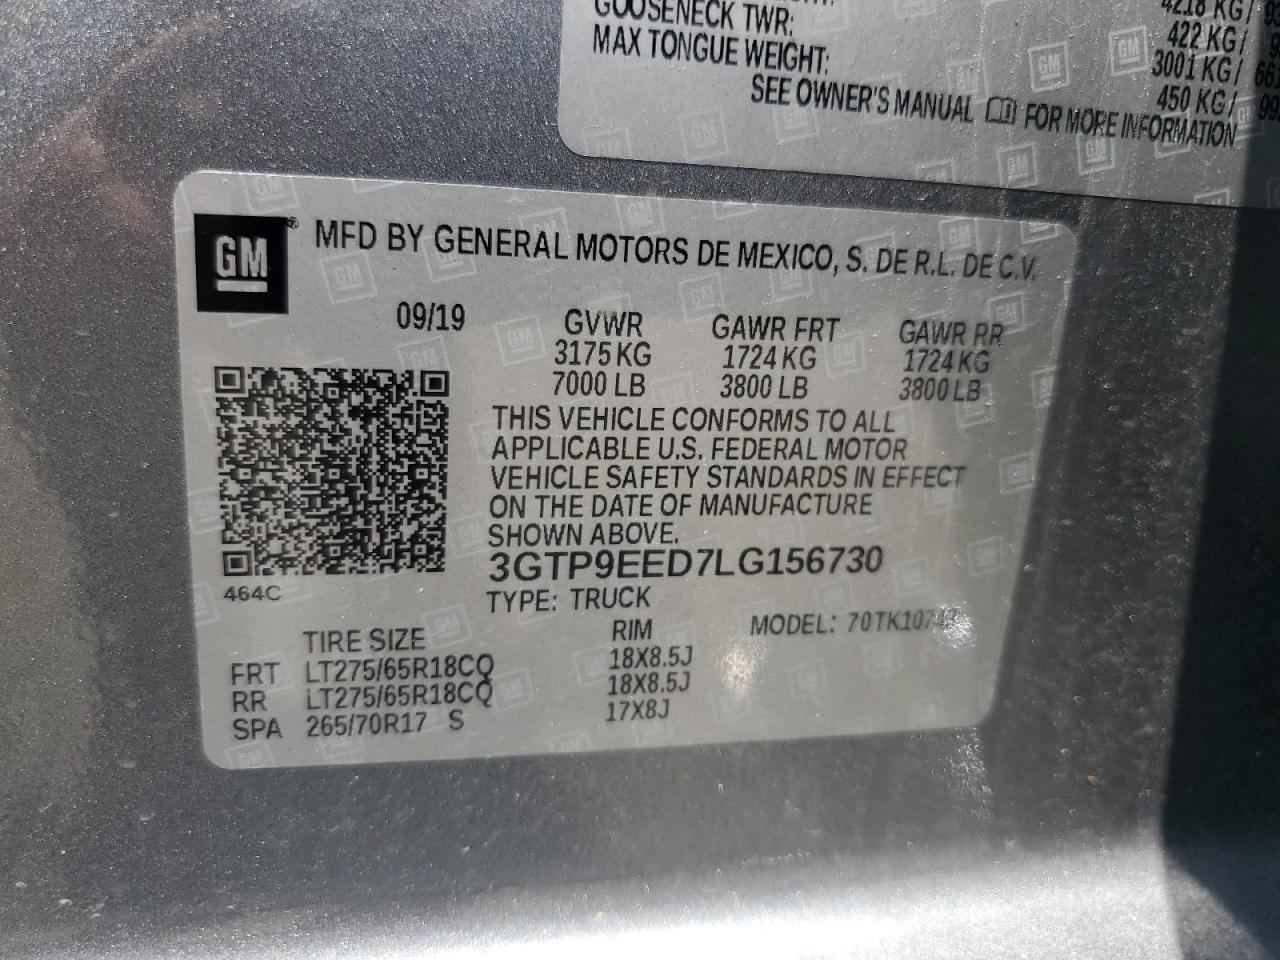 GOOSENECK TWR:
MAX TONGUE WEIGHT:
4218 KG/
422 KG/
3001 KG/
450 KG/
SEE OWNER'S MANUAL FOR MORE INFORMATION
GM ® MFD BY GENERAL MOTORS DE MEXICO, S. DE R.L. DE C.V.
09/19 GVWR GAWR FRT GAWR RR
3175 KG 1724 KG 1724 KG
7000 LB 3800 LB 3800 LB
THIS VEHICLE CONFORMS TO ALL
APPLICABLE U.S. FEDERAL MOTOR
VEHICLE SAFETY STANDARDS IN EFFECT
ON THE DATE OF MANUFACTURE
SHOWN ABOVE.
3GTP9EED7LG156730
464C
TYPE: TRUCK
TIRE SIZE RIM MODEL:
FRT LT275/65R18CQ 18X8.5J
RR LT275/65R18CQ 18X8.5J
SPA 265/70R17 S 17X8J